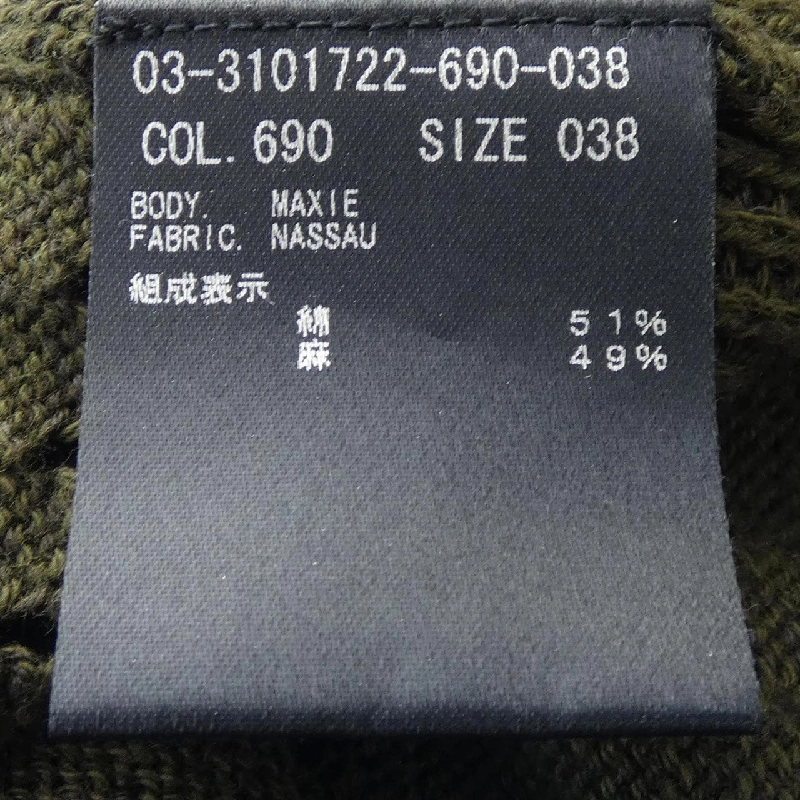 03-3101722-690-038
COL. 690 SIZE 038
BODY. MAXIE
FABRIC. NASSAU
組成表示
綿 51%
麻 49%